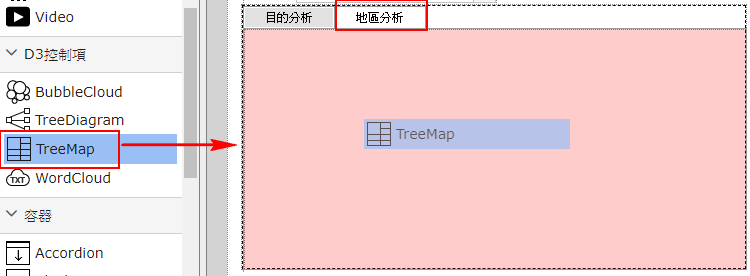 Video
D3控制項
BubbleCloud
TreeDiagram
TreeMap
TXT
WordCloud
容器
Accordion
目的分析
地區分析
TreeMap